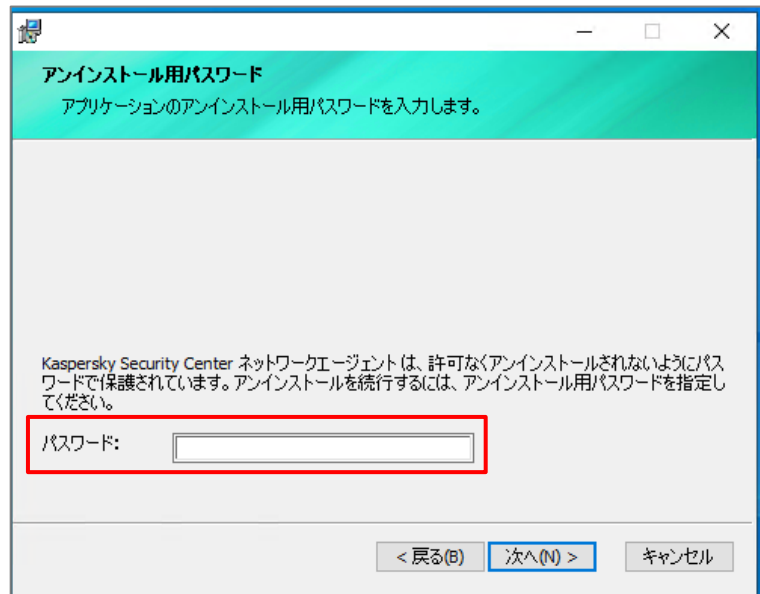 アンインストール用パスワード
アプリケーションのアンインストール用パスワードを入力します。
Kaspersky Security Center ネットワークエージェント は、許可なくアンインストールされないようにパス
ワードで保護されています。アンインストールを続行するには、アンインストール用パスワードを指定し
てください。
パスワード:
< 戻る(B) 次へ(N) > キャンセル